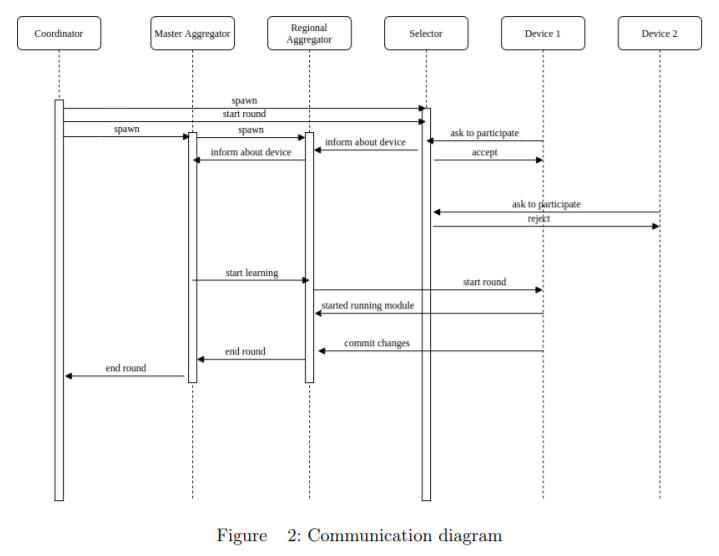 Coordinator
Master Aggregator
Regional
Aggregator
Selector
Device 1
Device 2
spawn
start round
spawn
spawn
ask to participate
inform about device
inform about device
accept
ask to participate
reject
start learning
start round
started running module
commit changes
end round
end round
Figure 2: Communication diagram